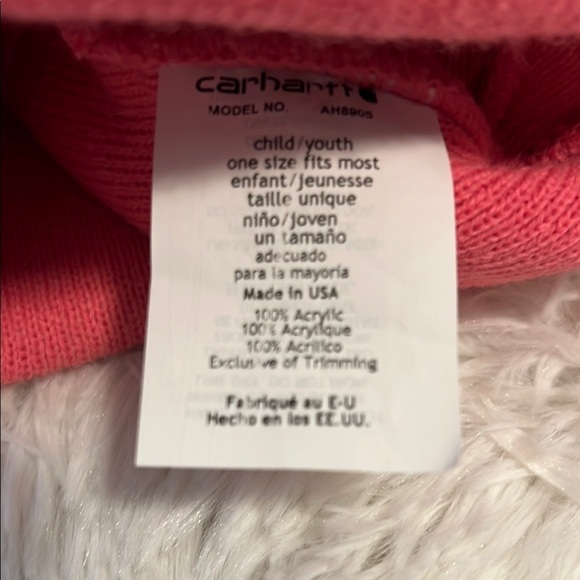 carhartt
MODEL NO. AH8905
child/youth
one size fits most
enfant/jeunesse
taille unique
niño/joven
un tamaño
adecuado
para la mayoría
Made in USA
100% Acrylic
100% Acrylique
100% Acrilico
Exclusive of Trimming
Fabriqué au E-U
Hecho en los EE.UU.